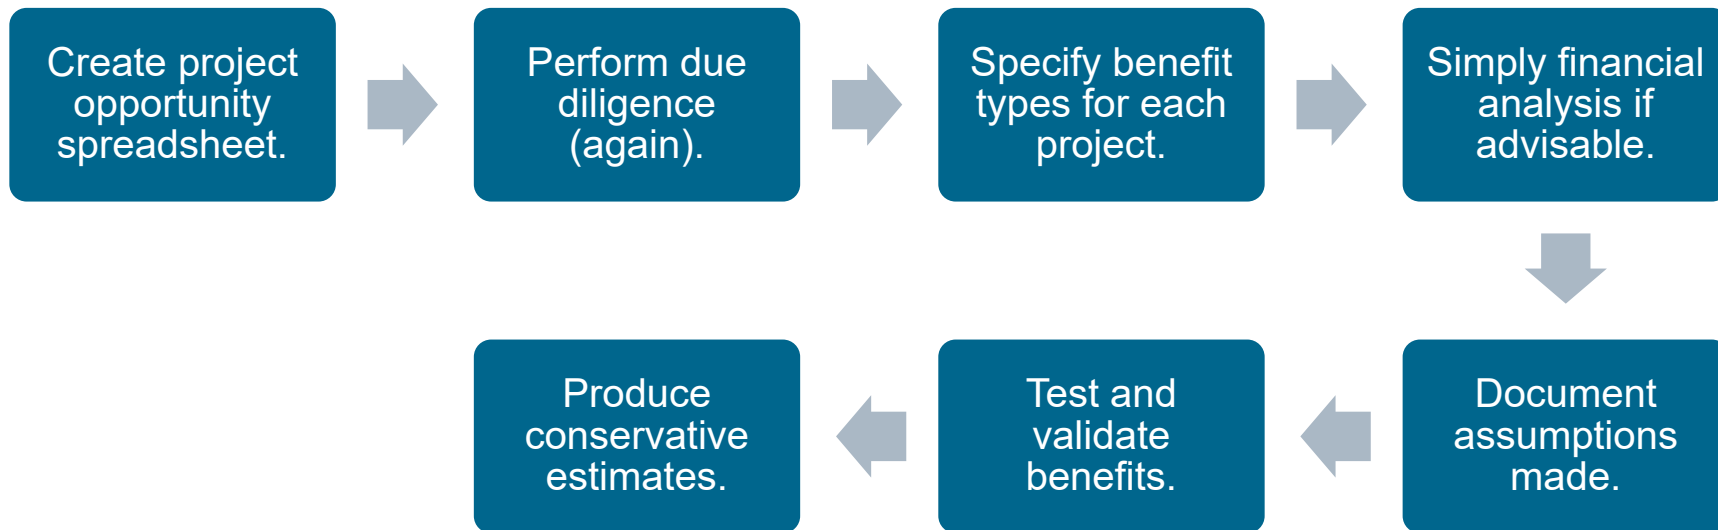 Create project
opportunity
spreadsheet.
Perform due
diligence
(again).
Specify benefit
types for each
project.
Simply financial
analysis if
advisable.
Document
assumptions
made.
Test and
validate
benefits.
Produce
conservative
estimates.